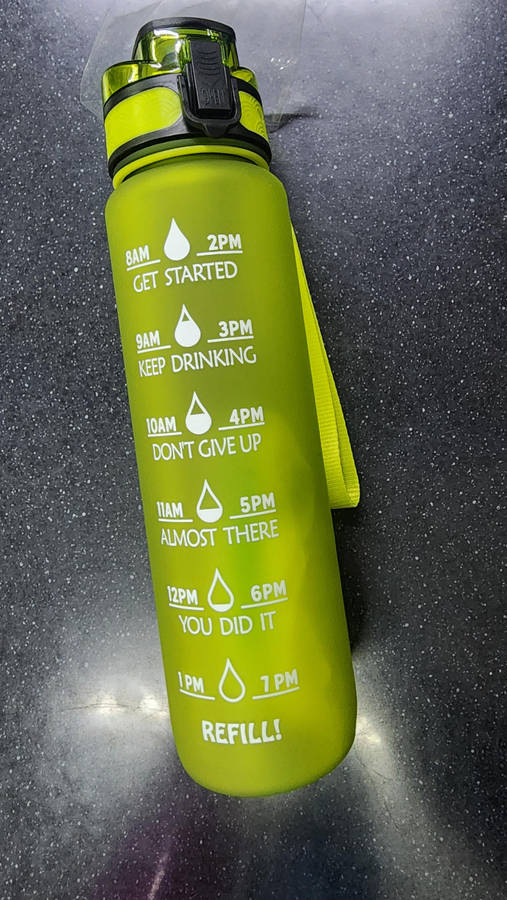 8AM 2PM
GET STARTED
9AM 3PM
KEEP DRINKING
10AM 4PM
DON'T GIVE UP
11AM 5PM
ALMOST THERE
12PM 6PM
YOU DID IT
1PM 7PM
REFILL!